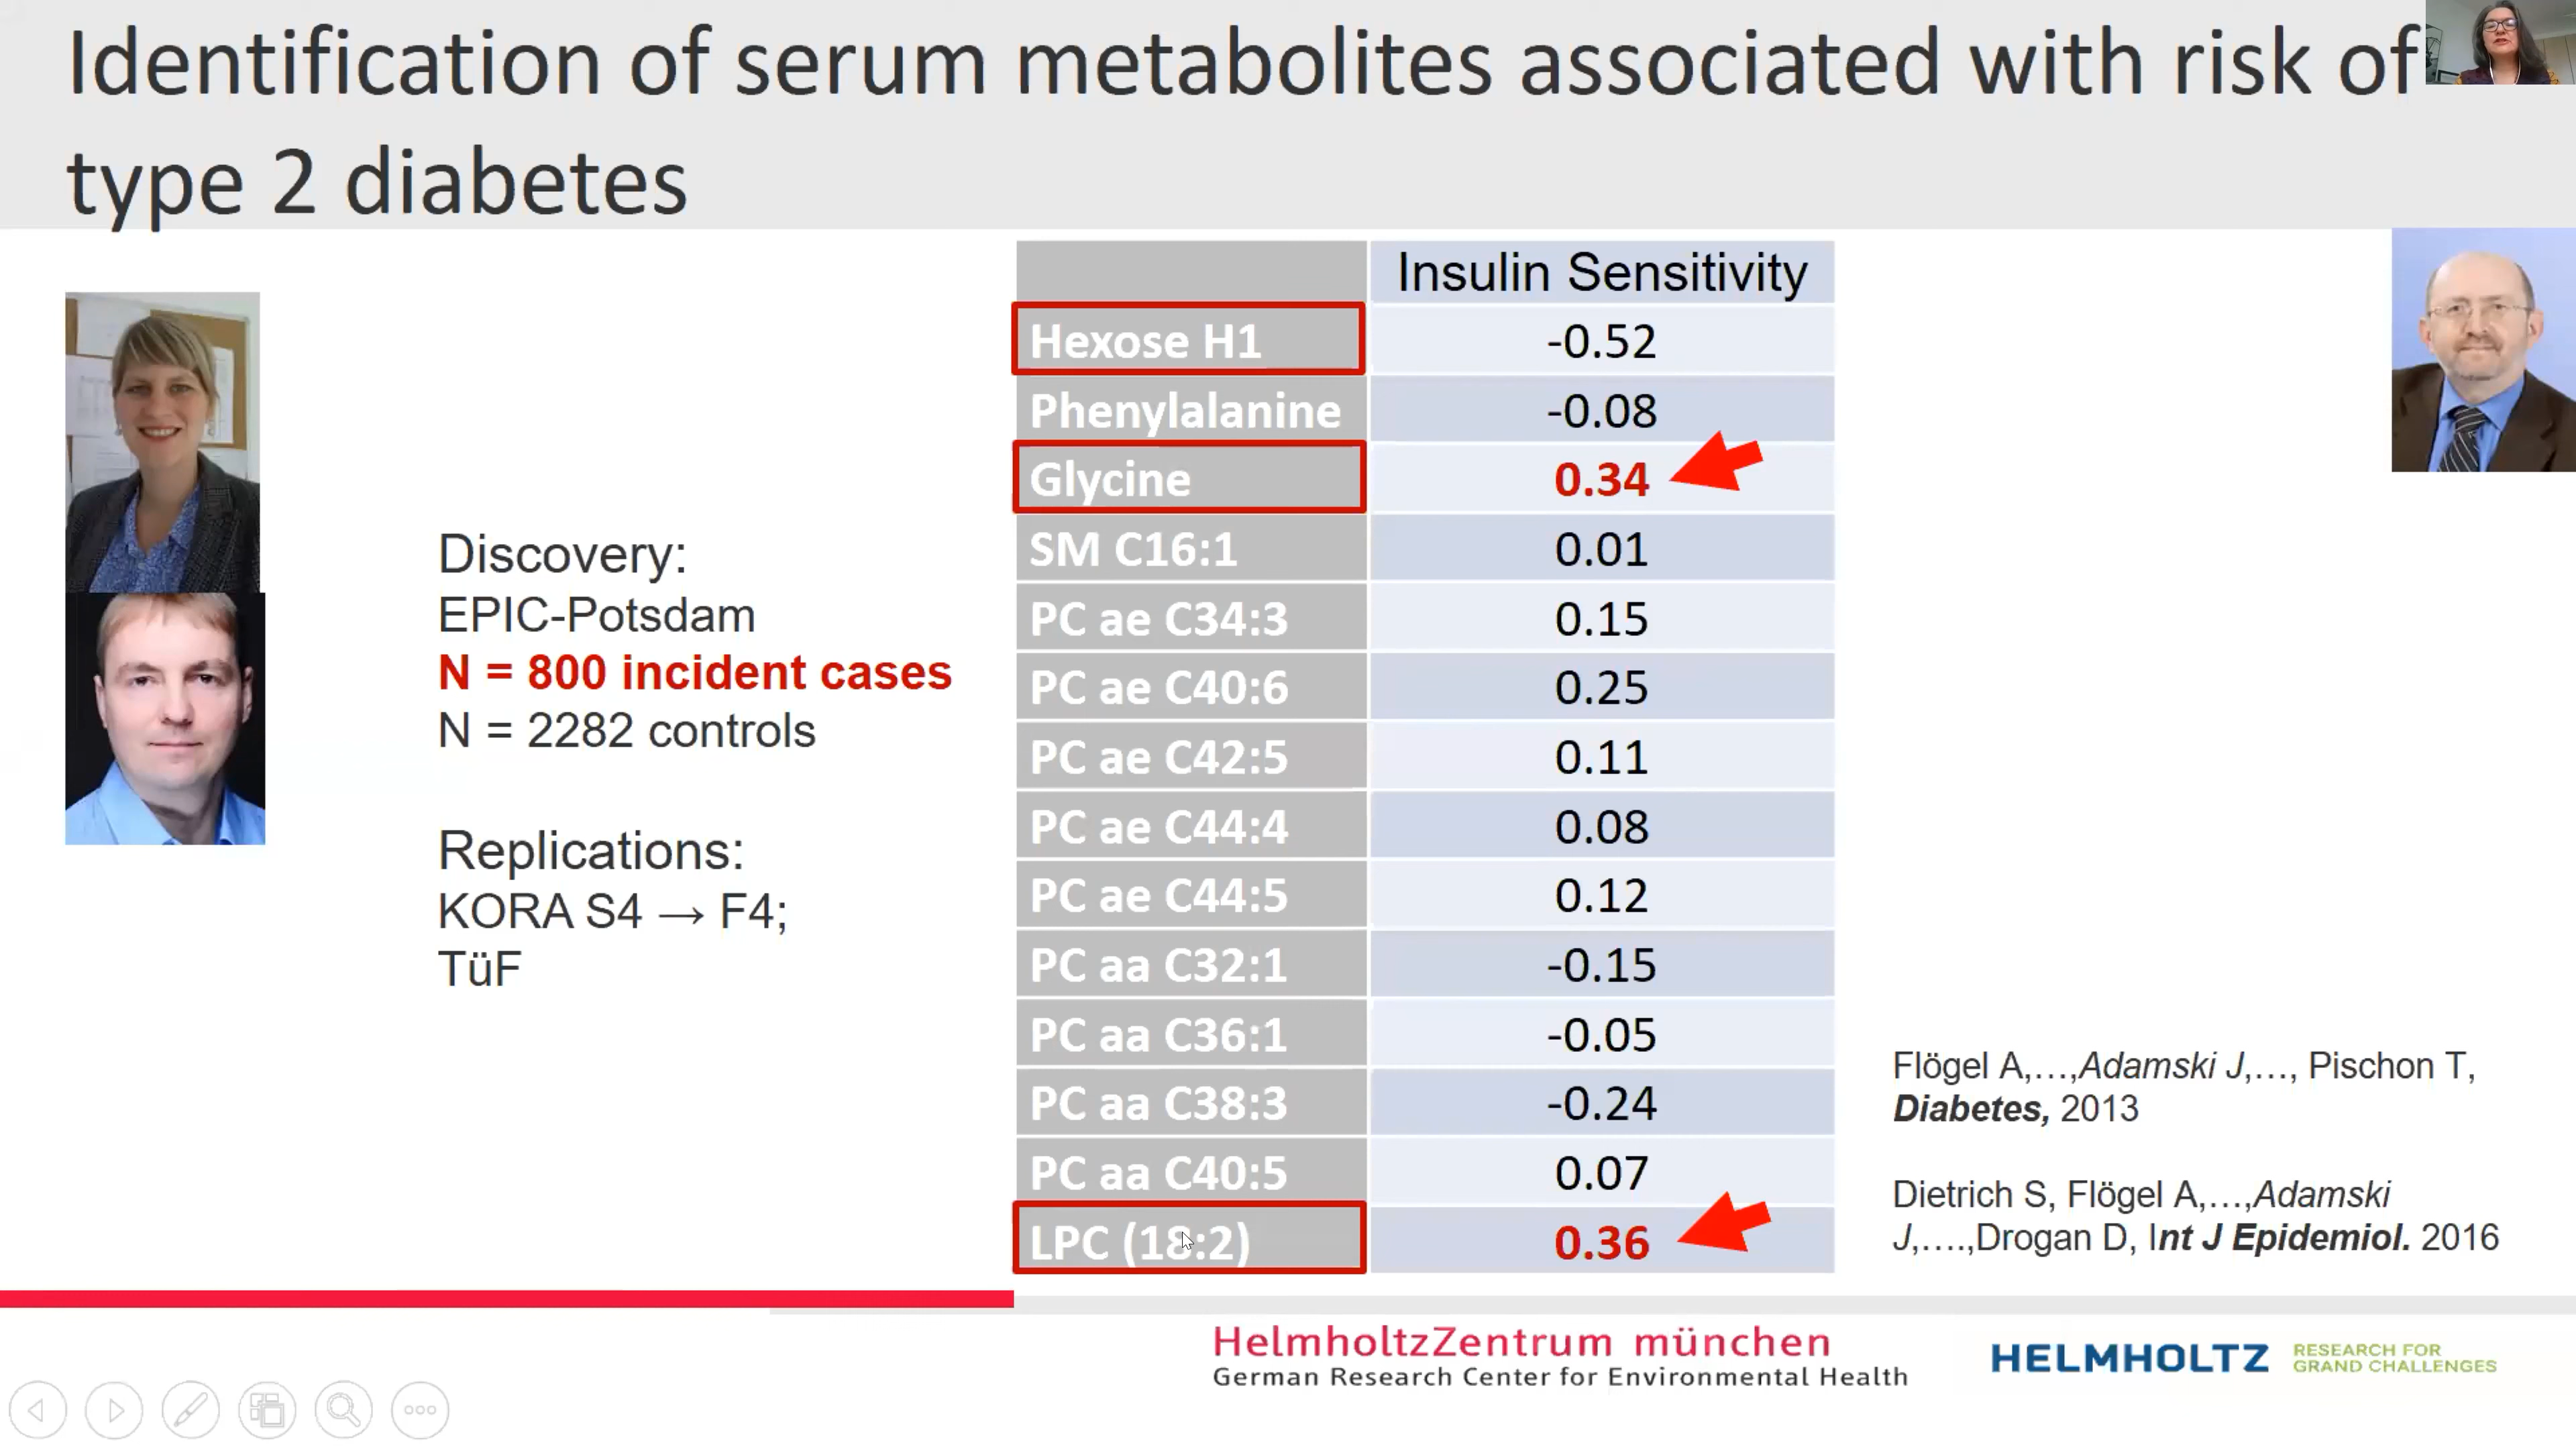 Identification of serum metabolites associated with risk of
type 2 diabetes
Discovery:
EPIC-Potsdam
N = 800 incident cases
N = 2282 controls
Replications:
KORA S4 → F4;
TüF
Insulin Sensitivity
Hexose H1 -0.52
Phenylalanine -0.08
Glycine 0.34
SM C16:1 0.01
PC ae C34:3 0.15
PC ae C40:6 0.25
PC ae C42:5 0.11
PC ae C44:4 0.08
PC ae C44:5 0.12
PC aa C32:1 -0.15
PC aa C36:1 -0.05
PC aa C38:3 -0.24
PC aa C40:5 0.07
LPC (18:2) 0.36
Flögel A,…,Adamski J,…, Pischon T,
Diabetes, 2013
Dietrich S, Flögel A,…,Adamski
J,….,Drogan D, Int J Epidemiol. 2016
HelmholtzZentrum münchen
German Research Center for Environmental Health
HELMHOLTZ
RESEARCH FOR
GRAND CHALLENGES